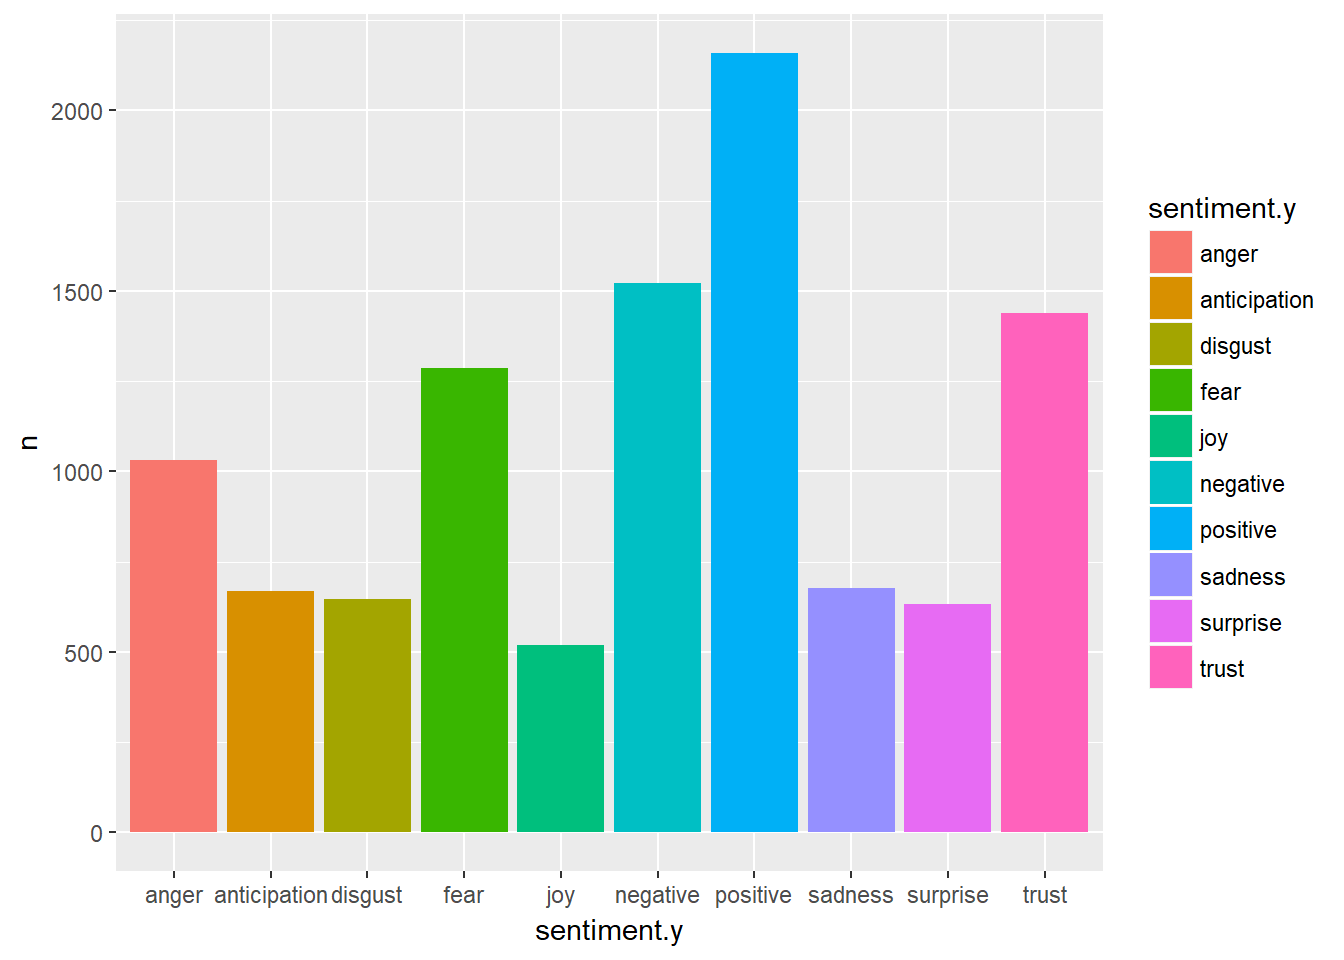 2000
1500
1000
500
0
n
anger anticipation disgust fear joy negative positive sadness surprise trust
sentiment.y
sentiment.y
anger
anticipation
disgust
fear
joy
negative
positive
sadness
surprise
trust